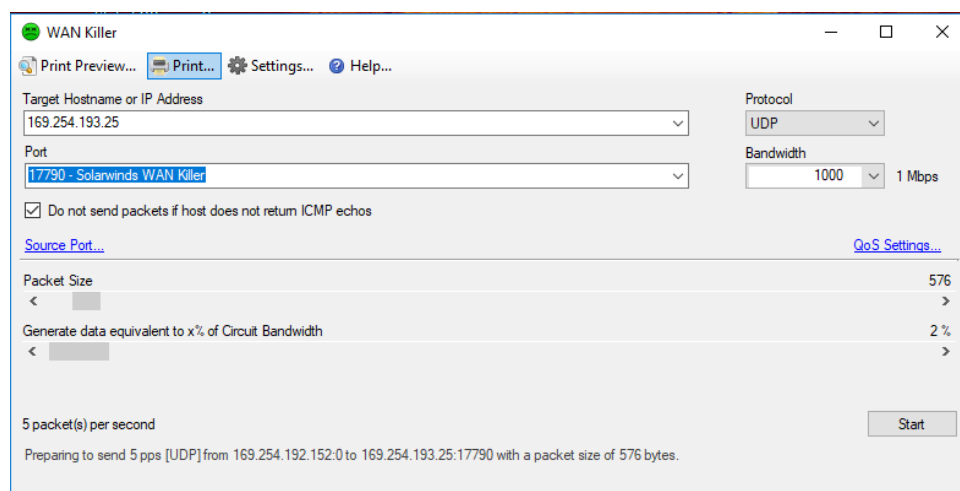 WAN Killer
Print Preview... Print... Settings... Help...
Target Hostname or IP Address
Protocol
169.254.193.25
UDP
Port
Bandwidth
17790 - Solarwinds WAN Killer
1000 1 Mbps
Do not send packets if host does not return ICMP echos
Source Port... QoS Settings...
Packet Size 576
Generate data equivalent to x% of Circuit Bandwidth 2 %
5 packet(s) per second
Start
Preparing to send 5 pps [UDP] from 169.254.192.152:0 to 169.254.193.25:17790 with a packet size of 576 bytes.